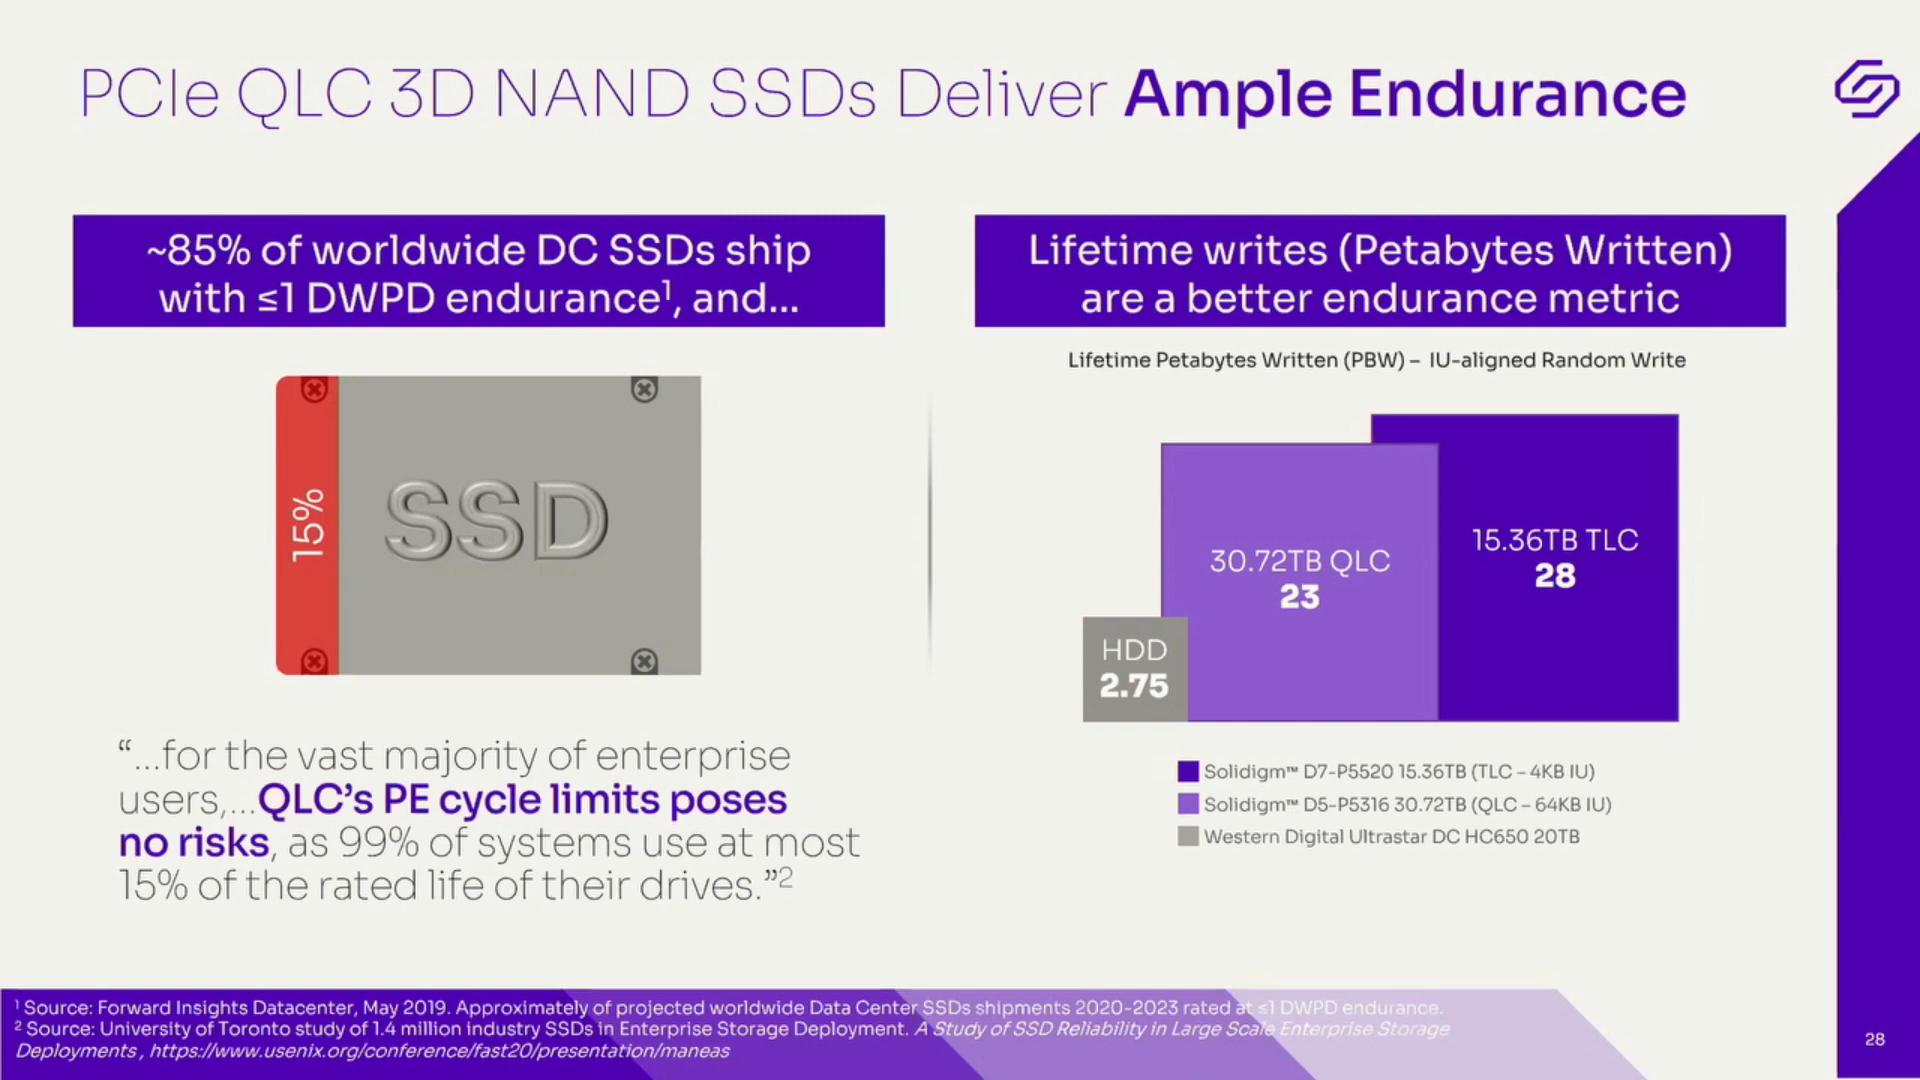 PCIe QLC 3D NAND SSDs Deliver Ample Endurance
~85% of worldwide DC SSDs ship
with ≤1 DWPD endurance¹, and...
15%
SSD
“...for the vast majority of enterprise
users,...QLC’s PE cycle limits poses
no risks, as 99% of systems use at most
15% of the rated life of their drives.”²
Lifetime writes (Petabytes Written)
are a better endurance metric
Lifetime Petabytes Written (PBW) – IU-aligned Random Write
15.36TB TLC
28
30.72TB QLC
23
HDD
2.75
Solidigm™ D7-P5520 15.36TB (TLC – 4KB IU)
Solidigm™ D5-P5316 30.72TB (QLC – 64KB IU)
Western Digital Ultrastar DC HC650 20TB
¹ Source: Forward Insights Datacenter, May 2019. Approximately of projected worldwide Data Center SSDs shipments 2020-2023 rated at ≤1 DWPD endurance.
² Source: University of Toronto study of 1.4 million industry SSDs in Enterprise Storage Deployment. A Study of SSD Reliability in Large Scale Enterprise Storage
Deployments , https://www.usenix.org/conference/fast20/presentation/maneas
28